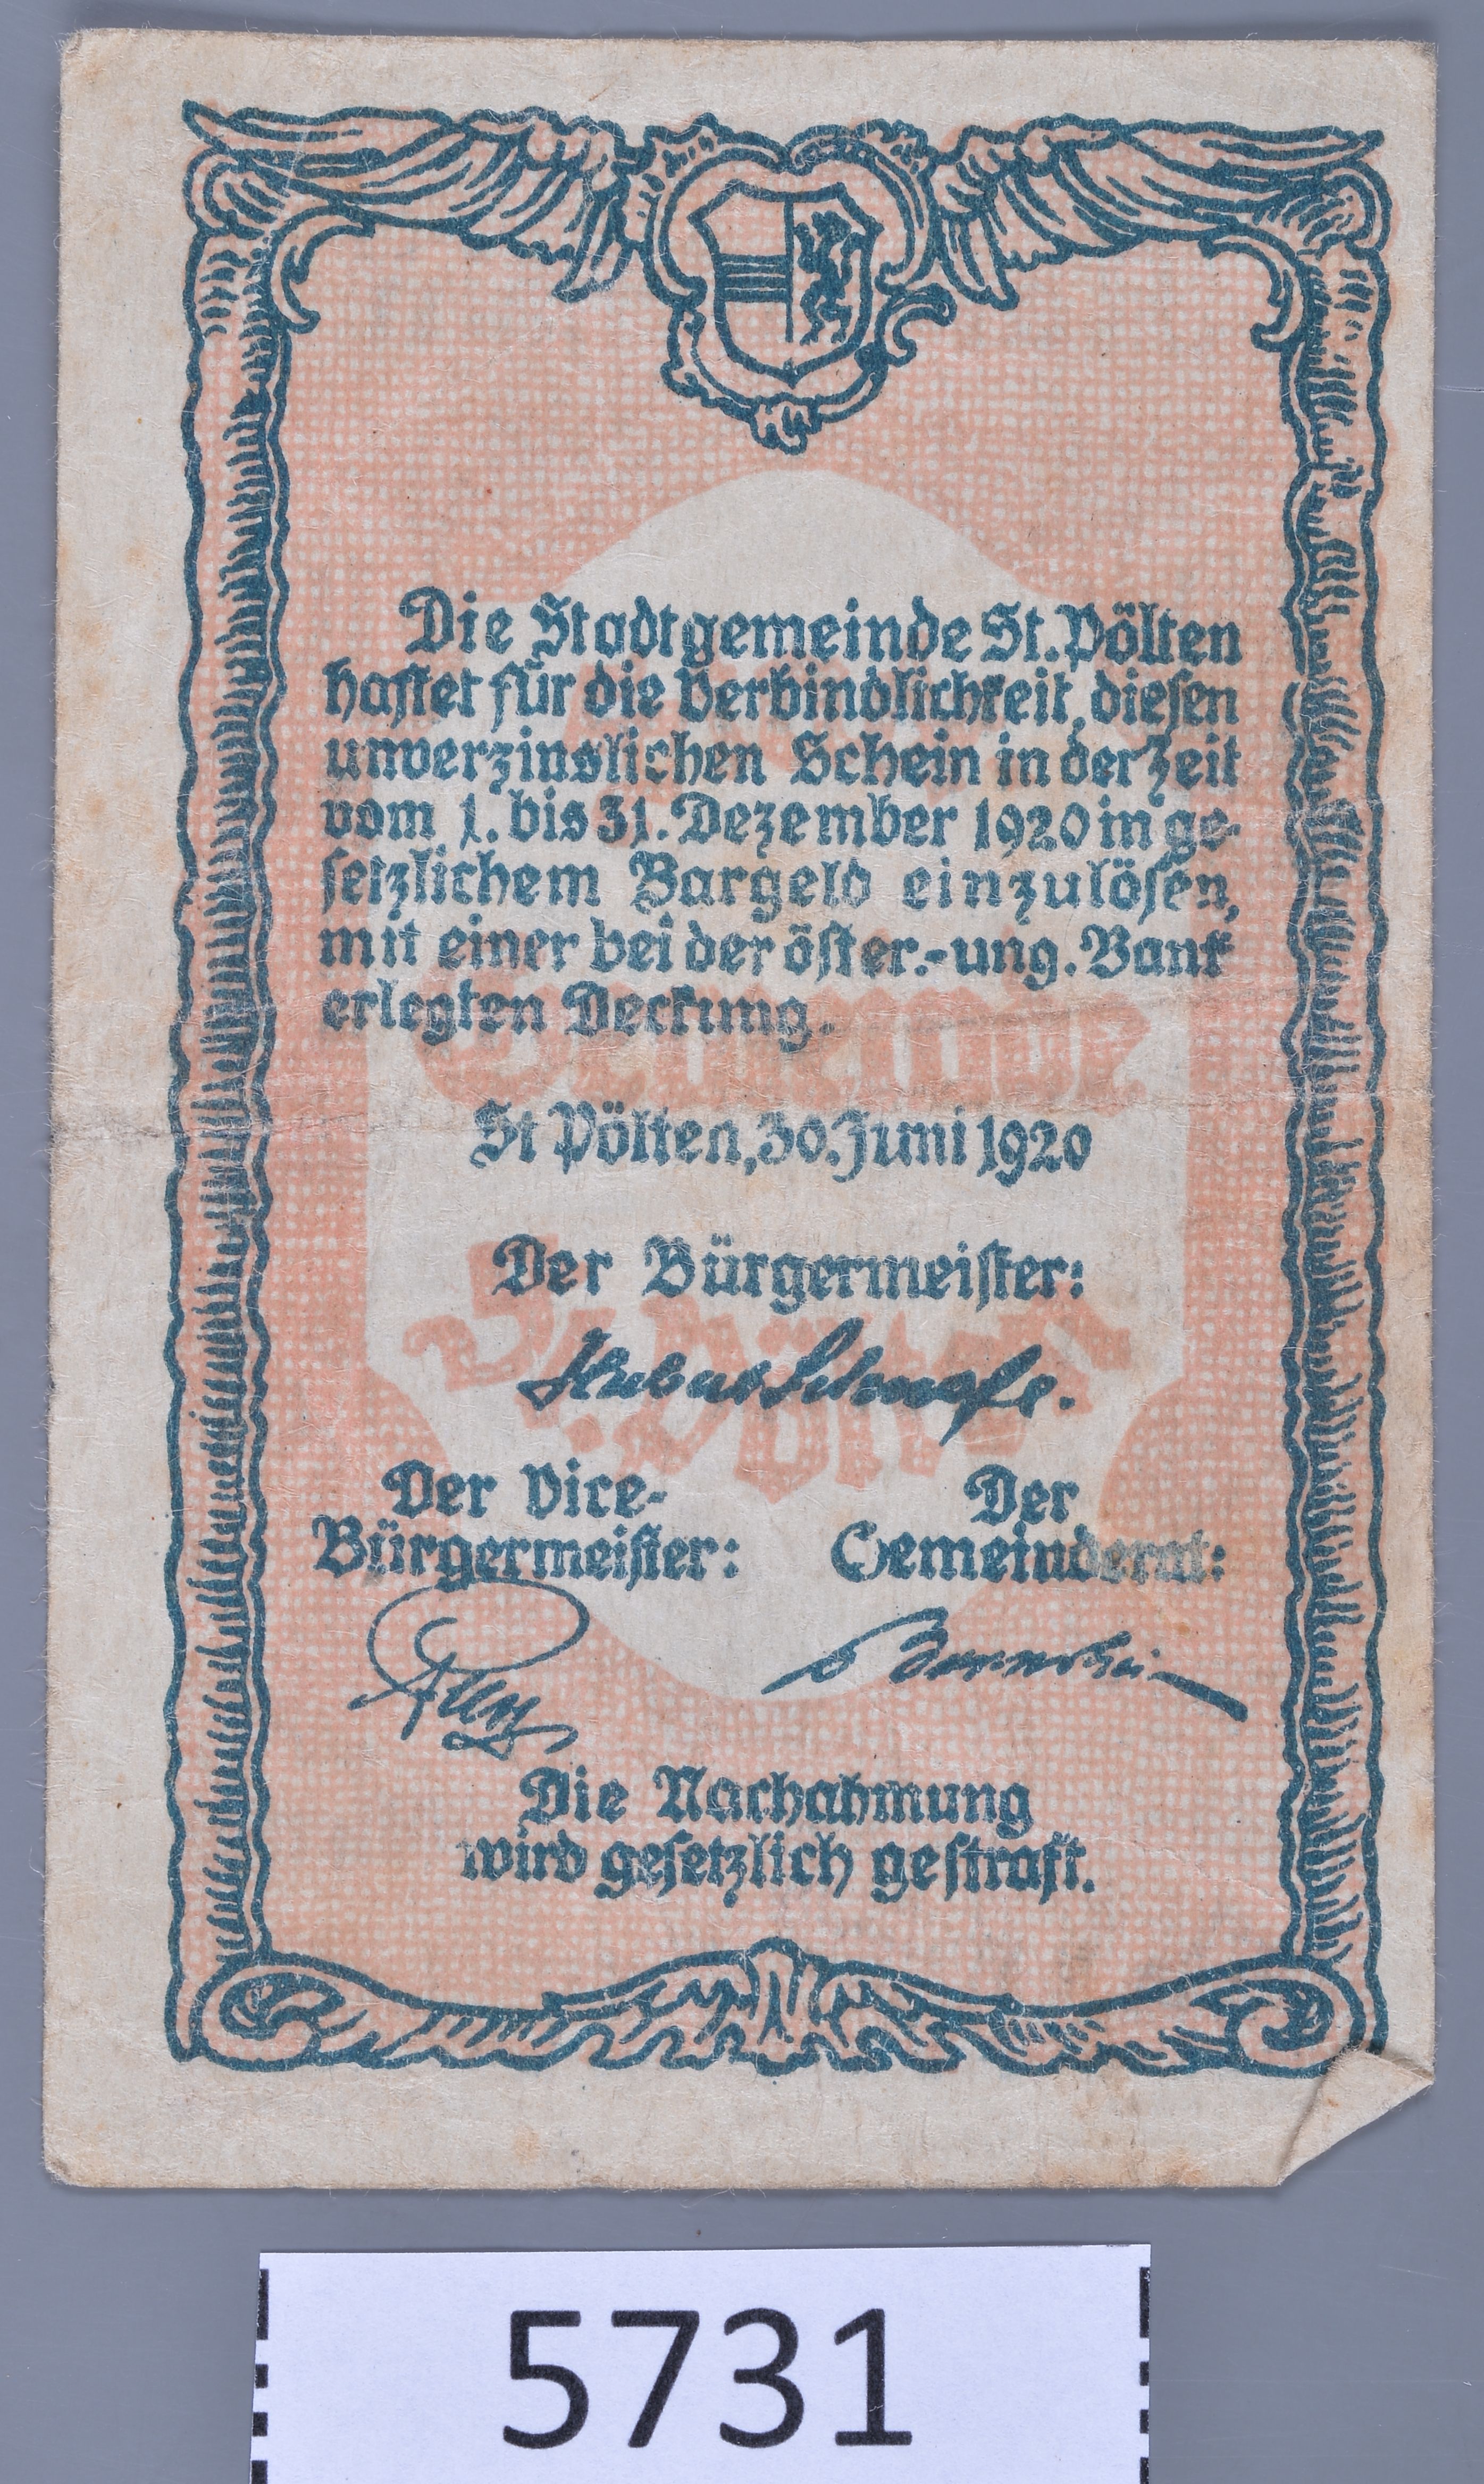 Die Stadtgemeinde St. Pölten
haftet für die Verbindlichkeit, diesen
unverzinslichen Schein in der Zeit
vom 1. bis 31. Dezember 1920 in ge-
setzlichem Bargeld einzulösen,
mit einer bei der öster.-ung. Bank
erlegten Deckung.
St Pölten, 30. Juni 1920
Der Bürgermeister:
Der Vice-
Bürgermeister:
Der
Gemeinderat:
Die Nachahmung
wird gesetzlich gestraft.
5731